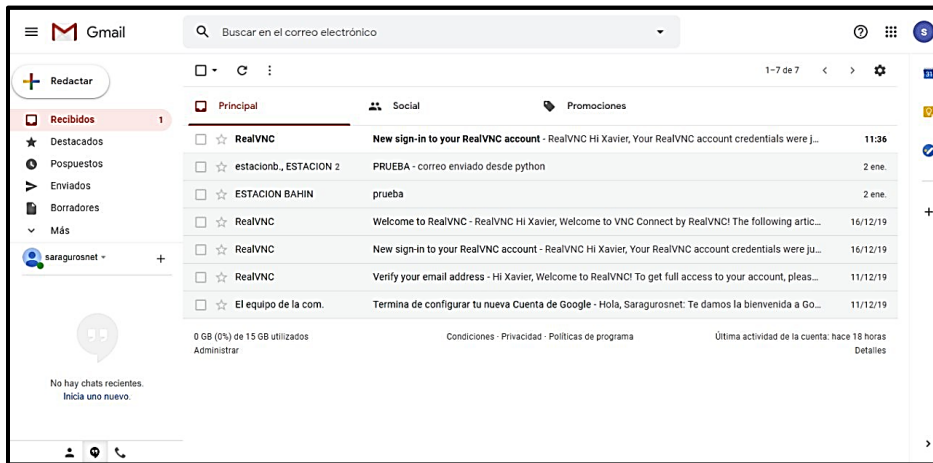 Gmail
Buscar en el correo electrónico
S
Redactar
1–7 de 7
31
Principal
Social
Promociones
Recibidos 1
Destacados
Pospuestos
Enviados
Borradores
Más
saragurosnet
RealVNC New sign-in to your RealVNC account - RealVNC Hi Xavier, Your RealVNC account credentials were j... 11:36
estacionb., ESTACION 2 PRUEBA - correo enviado desde python 2 ene.
ESTACION BAHIN prueba 2 ene.
RealVNC Welcome to RealVNC - RealVNC Hi Xavier, Welcome to VNC Connect by RealVNC! The following artic... 16/12/19
RealVNC New sign-in to your RealVNC account - RealVNC Hi Xavier, Your RealVNC account credentials were ju... 16/12/19
RealVNC Verify your email address - Hi Xavier, Welcome to RealVNC! To get full access to your account, pleas... 11/12/19
El equipo de la com. Termina de configurar tu nueva Cuenta de Google - Hola, Saragurosnet: Te damos la bienvenida a Go... 11/12/19
0 GB (0%) de 15 GB utilizados
Administrar
Condiciones · Privacidad · Políticas de programa
Última actividad de la cuenta: hace 18 horas
Detalles
No hay chats recientes.
Inicia uno nuevo.